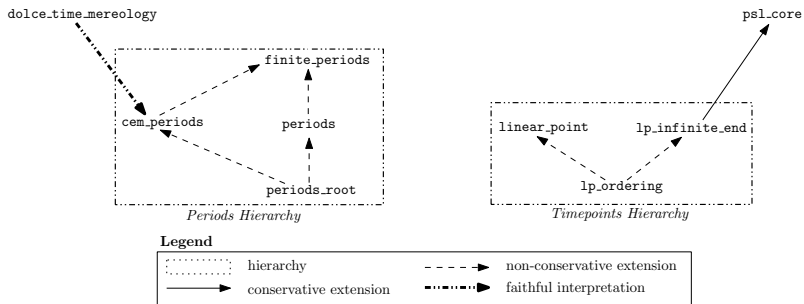 dolce_time_mereology
psl_core
finite_periods
cem_periods
periods
linear_point
lp_infinite_end
periods_root
lp_ordering
Periods Hierarchy
Timepoints Hierarchy
Legend
hierarchy
non-conservative extension
conservative extension
faithful interpretation